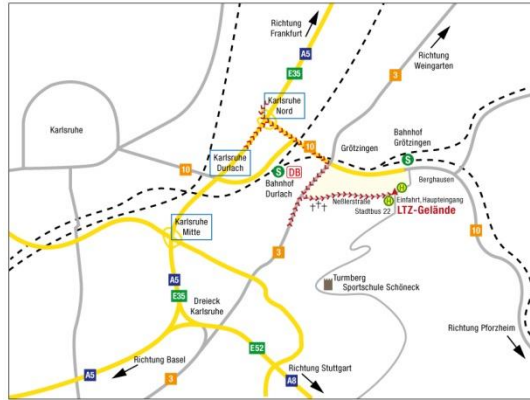 Richtung
Frankfurt
A5
E35
Richtung
Weingarten
3
Karlsruhe
Nord
Karlsruhe
10
Grötzingen
Bahnhof
Grötzingen
S
Karlsruhe
Durlach
10
S
DB
Bahnhof
Durlach
Berghausen
H
Neßlerstraße
Einfahrt, Haupteingang
H
LTZ-Gelände
Stadtbus 22
Karlsruhe
Mitte
3
10
A5
E35
Turmberg
Sportschule Schöneck
Dreieck
Karlsruhe
E52
Richtung Pforzheim
Richtung Basel
A5
3
Richtung Stuttgart
A8